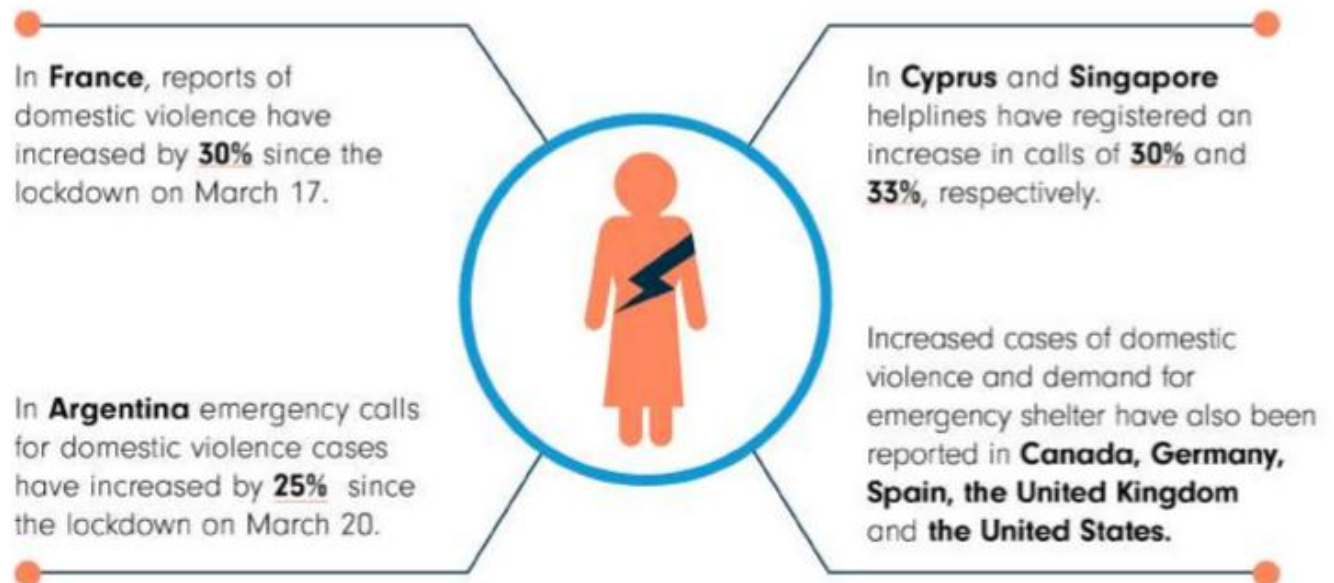 In France, reports of
domestic violence have
increased by 30% since the
lockdown on March 17.
In Argentina emergency calls
for domestic violence cases
have increased by 25% since
the lockdown on March 20.
In Cyprus and Singapore
helplines have registered an
increase in calls of 30% and
33%, respectively.
Increased cases of domestic
violence and demand for
emergency shelter have also been
reported in Canada, Germany,
Spain, the United Kingdom
and the United States.